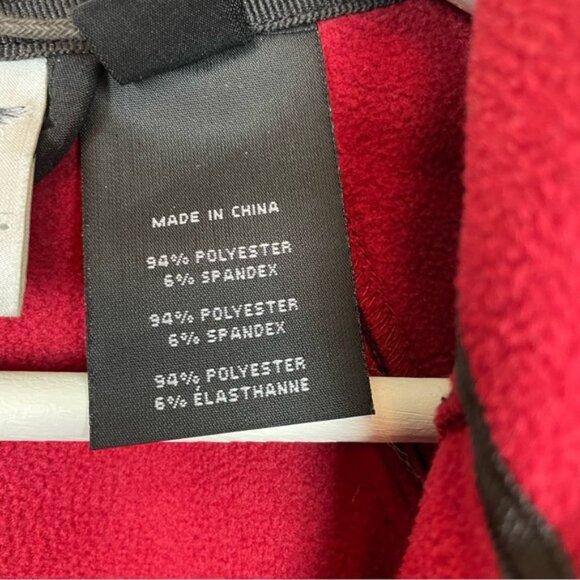 MADE IN CHINA
94% POLYESTER
6% SPANDEX
94% POLYESTER
6% SPANDEX
94% POLYESTER
6% ÉLASTHANNE